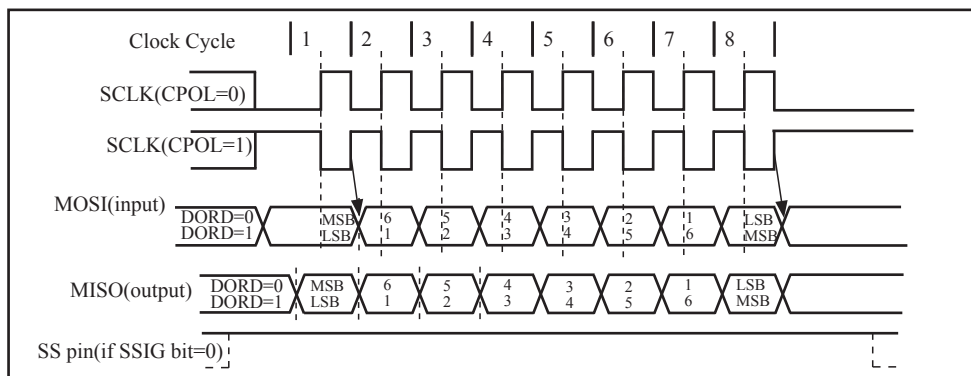 Clock Cycle 1 2 3 4 5 6 7 8
SCLK(CPOL=0)
SCLK(CPOL=1)
MOSI(input)
DORD=0 MSB 6 5 4 3 2 1 LSB
DORD=1 LSB 1 2 3 4 5 6 MSB
MISO(output)
DORD=0 MSB 6 5 4 3 2 1 LSB
DORD=1 LSB 1 2 3 4 5 6 MSB
SS pin(if SSIG bit=0)